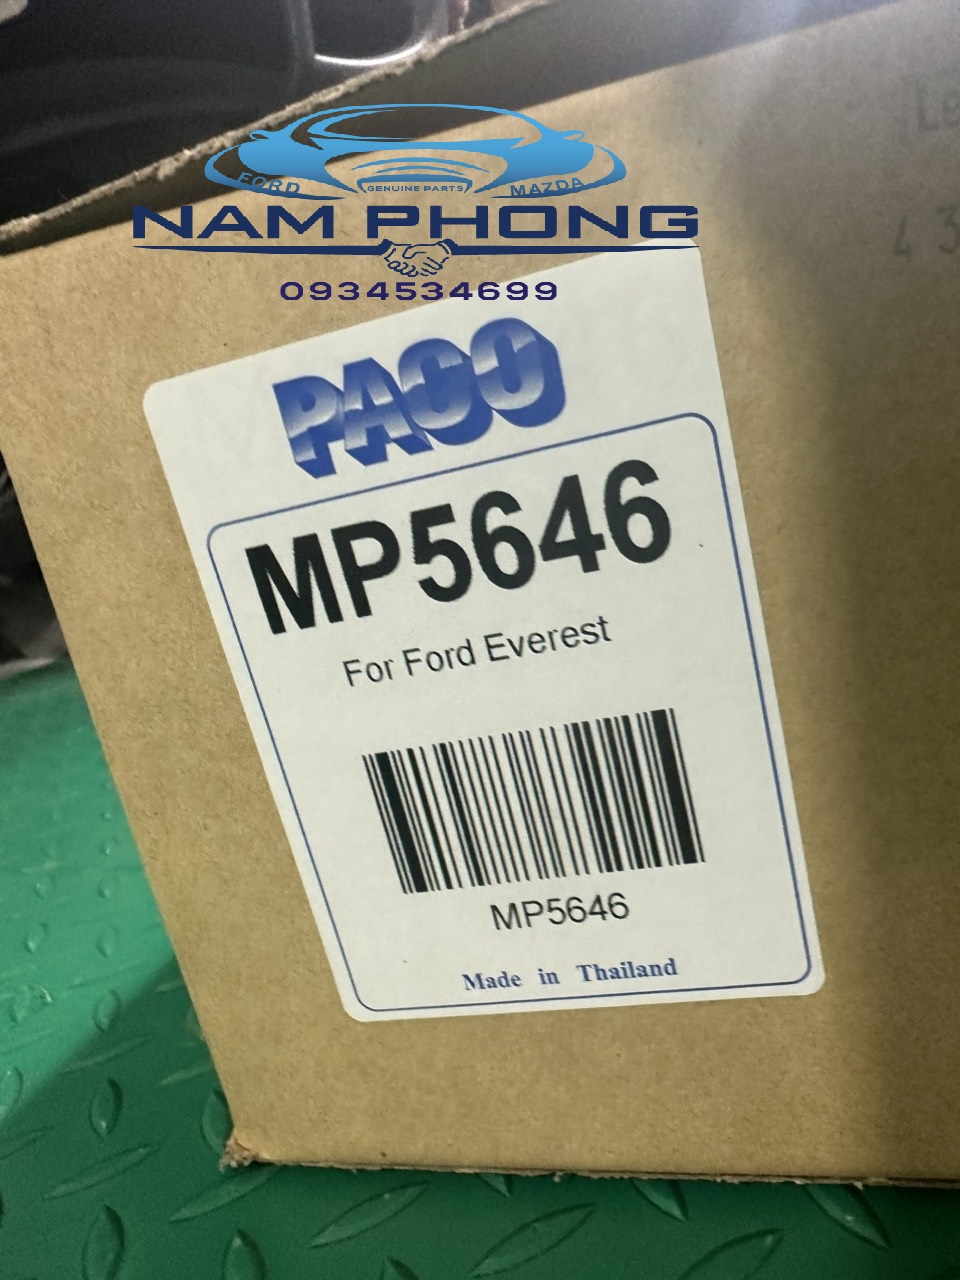 FORD GENUINE PARTS MAZDA
NAM PHONG
0934534699
PACO
MP5646
For Ford Everest
MP5646
Made in Thailand